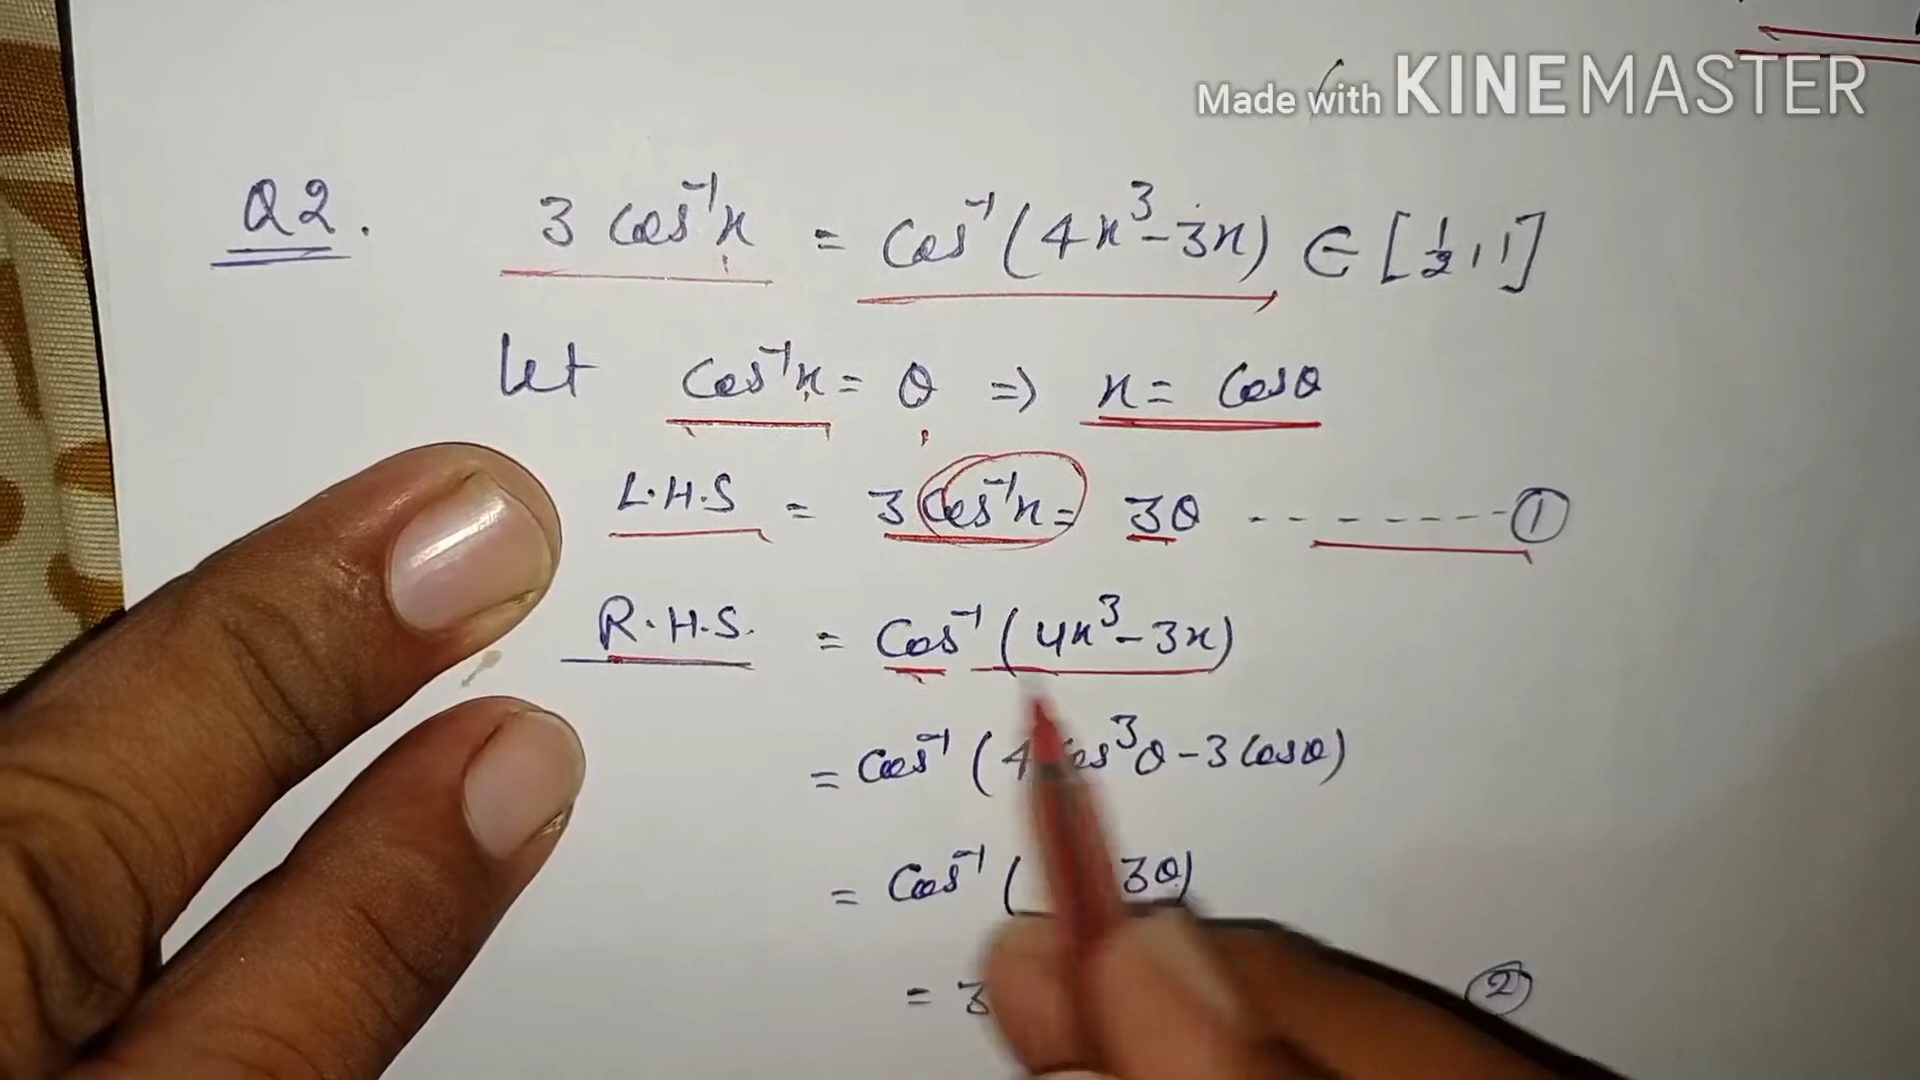 Made with KINEMASTER
Q2. 3 cos⁻¹x = cos⁻¹(4x³-3x) ∈ [½,1]
Let cos⁻¹x = θ ⇒ x = cosθ
L.H.S = 3 cos⁻¹x = 3θ -------- ①
R.H.S. = cos⁻¹(4x³-3x)
= cos⁻¹(4 cos³θ-3 cosθ)
= cos⁻¹( 3θ)
= 3 ②